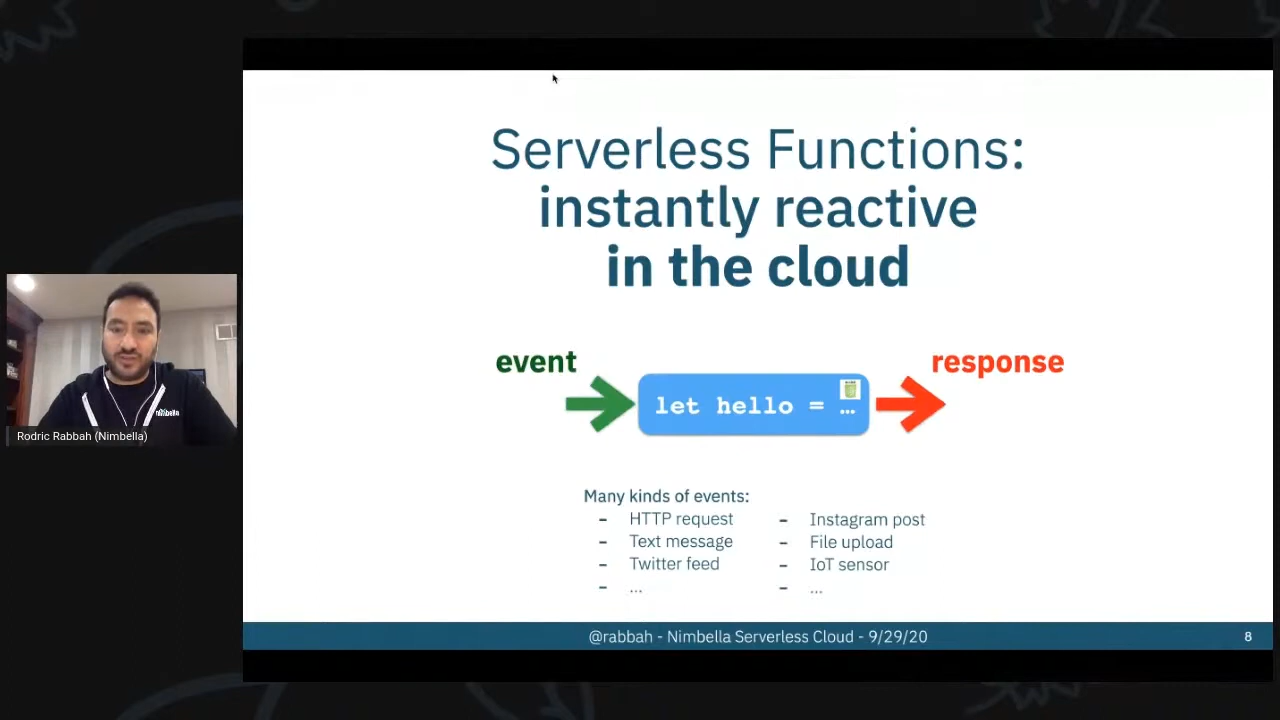 Serverless Functions:
instantly reactive
in the cloud
event
response
let hello = …
Many kinds of events:
- HTTP request
- Text message
- Twitter feed
- …
- Instagram post
- File upload
- IoT sensor
- …
nimbella
Rodric Rabbah (Nimbella)
@rabbah - Nimbella Serverless Cloud - 9/29/20
8